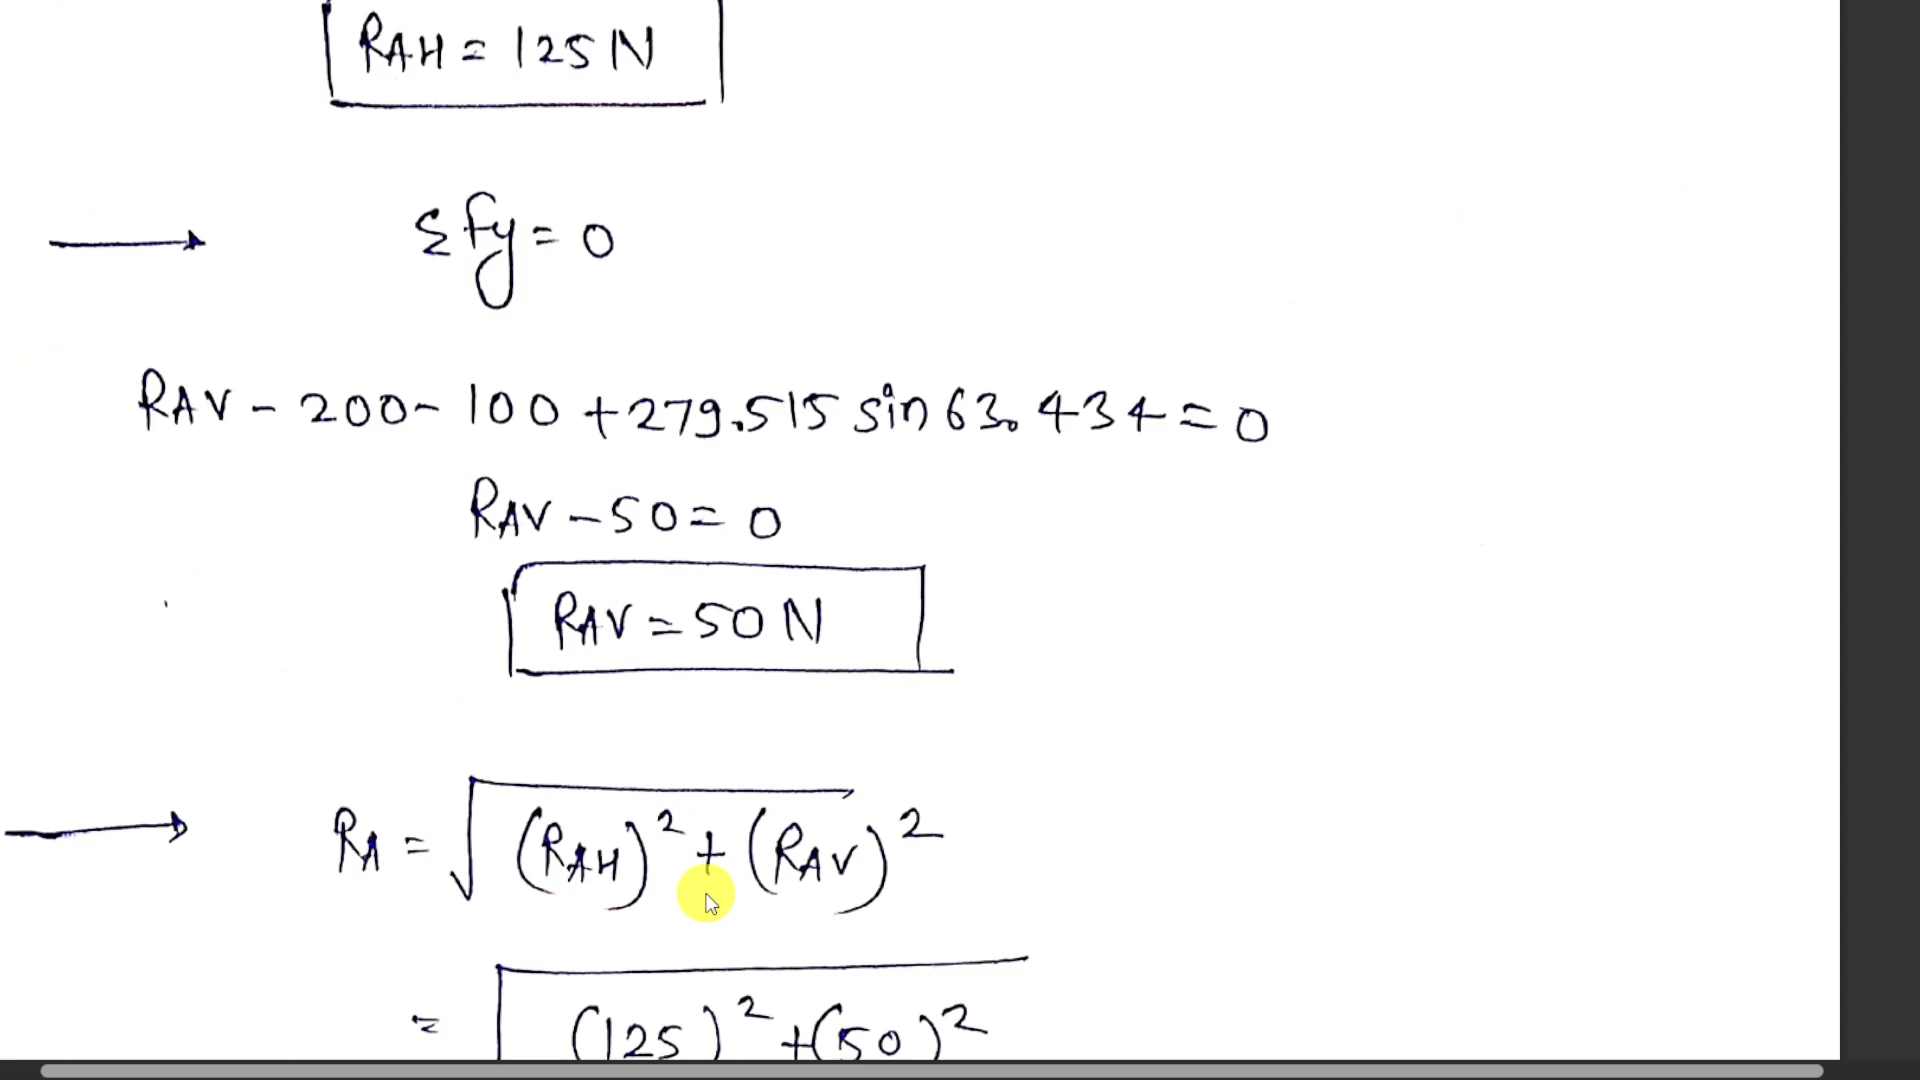 RAH = 125 N
Σfy = 0
RAV - 200 - 100 + 279.515 sin 63.434 = 0
RAV - 50 = 0
RAV = 50 N
RA = √(RAH)² + (RAV)²
= √(125)² + (50)²